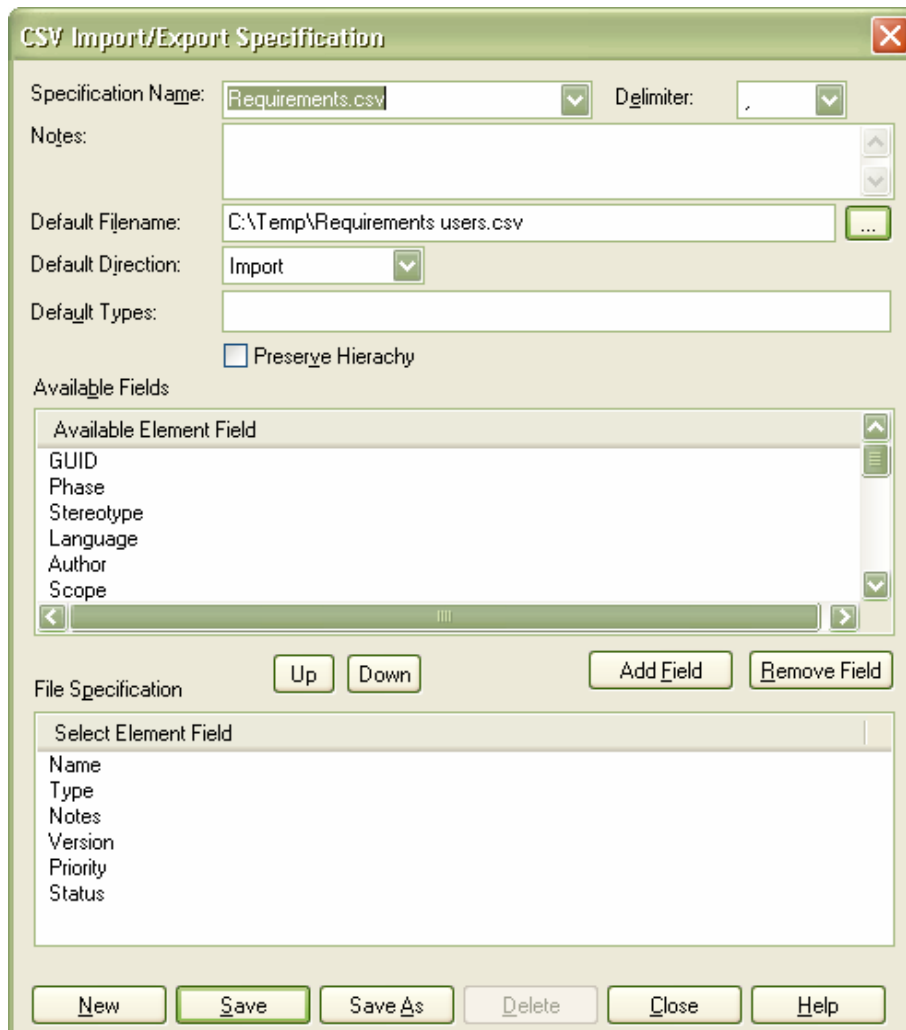 CSV Import/Export Specification
Specification Name: Requirements.csv Delimiter: ,
Notes:
Default Filename: C:\Temp\Requirements users.csv ...
Default Direction: Import
Default Types:
Preserve Hierachy
Available Fields
Available Element Field
GUID
Phase
Stereotype
Language
Author
Scope
Up Down Add Field Remove Field
File Specification
Select Element Field
Name
Type
Notes
Version
Priority
Status
New Save Save As Delete Close Help